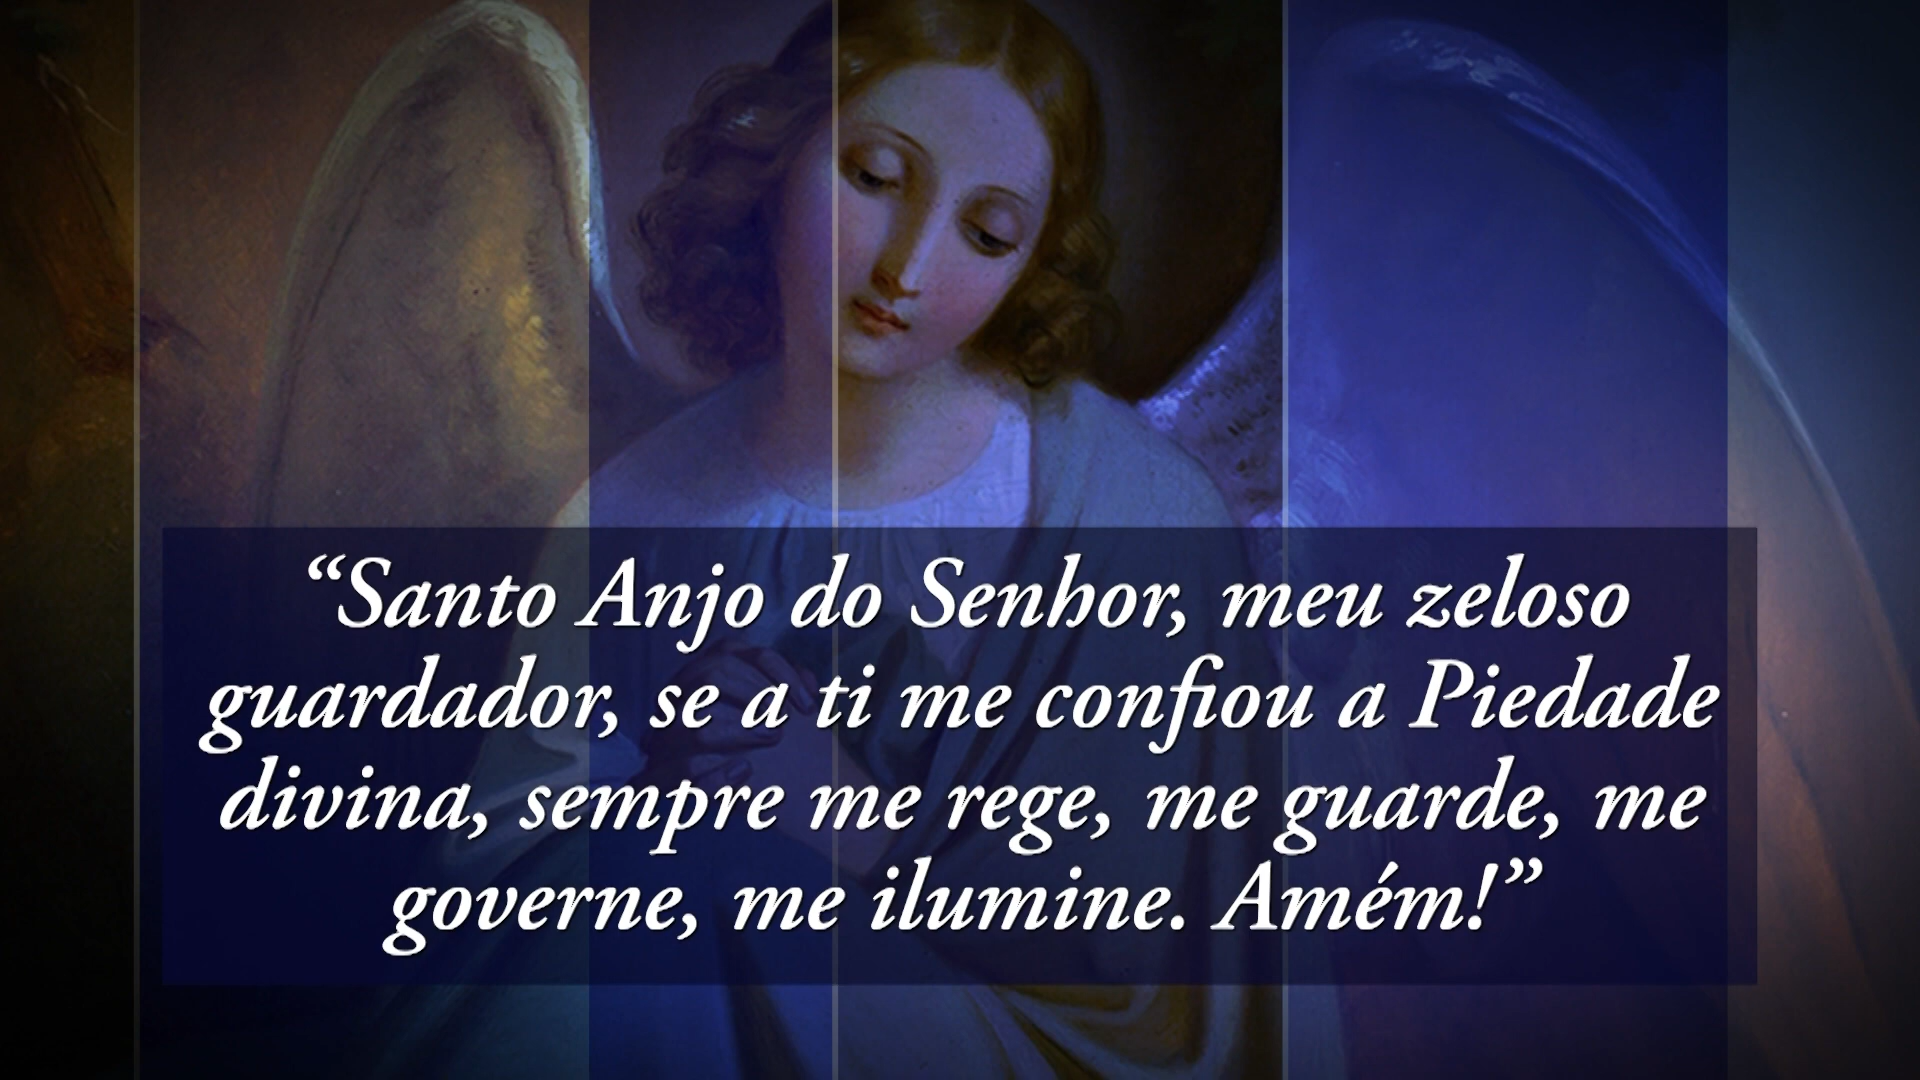 “Santo Anjo do Senhor, meu zeloso
guardador, se a ti me confiou a Piedade
divina, sempre me rege, me guarde, me
governe, me ilumine. Amém!”